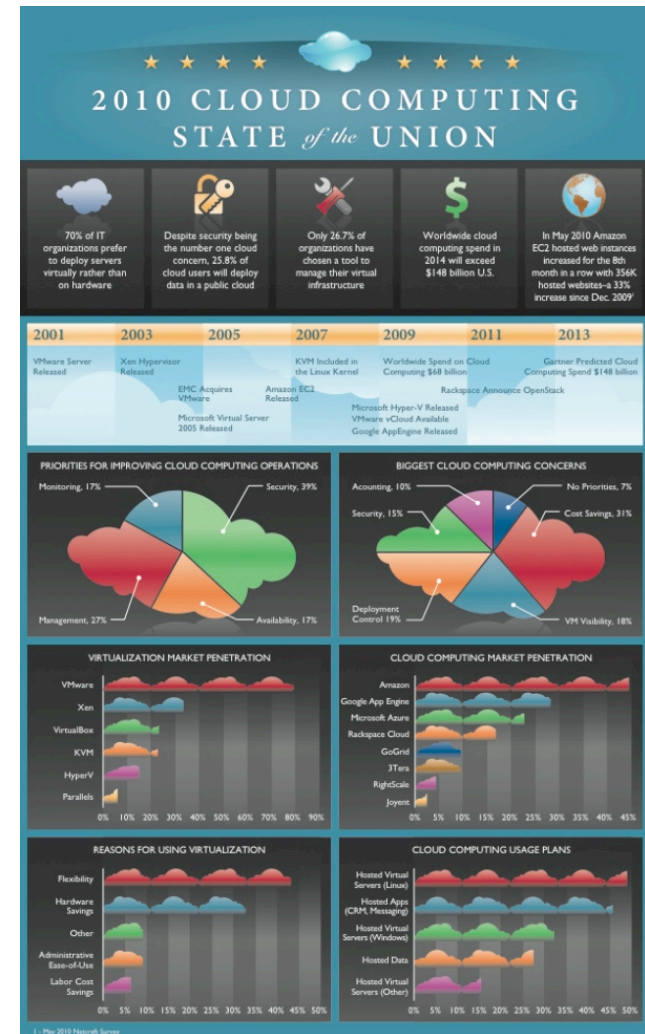 2010 CLOUD COMPUTING
STATE of the UNION
70% of IT
organizations prefer
to deploy servers
virtually rather than
on hardware
Despite security being
the number one cloud
concern, 25.8% of
cloud users will deploy
data in a public cloud
Only 26.7% of
organizations have
chosen a tool to
manage their virtual
infrastructure
Worldwide cloud
computing spend in
2014 will exceed
$148 billion U.S.
In May 2010 Amazon
EC2 hosted web instances
increased for the 8th
month in a row with 356K
hosted websites–a 33%
increase since Dec. 2009¹
2001
2003
2005
2007
2009
2011
2013
VMware Server
Released
Xen Hypervisor
Released
EMC Acquires
VMware
Microsoft Virtual Server
2005 Released
Amazon EC2
Released
KVM Included in
the Linux Kernel
Worldwide Spend on Cloud
Computing $68 billion
Microsoft Hyper-V Released
VMware vCloud Available
Google AppEngine Released
Rackspace Announce OpenStack
Gartner Predicted Cloud
Computing Spend $148 billion
PRIORITIES FOR IMPROVING CLOUD COMPUTING OPERATIONS
Monitoring, 17%
Security, 39%
Management, 27%
Availability, 17%
BIGGEST CLOUD COMPUTING CONCERNS
Acounting, 10%
No Priorities, 7%
Security, 15%
Cost Savings, 31%
Deployment
Control 19%
VM Visibility, 18%
VIRTUALIZATION MARKET PENETRATION
VMware
Xen
VirtualBox
KVM
HyperV
Parallels
0% 10% 20% 30% 40% 50% 60% 70% 80% 90%
CLOUD COMPUTING MARKET PENETRATION
Amazon
Google App Engine
Microsoft Azure
Rackspace Cloud
GoGrid
3Tera
RightScale
Joyent
0% 5% 10% 15% 20% 25% 30% 35% 40% 45%
REASONS FOR USING VIRTUALIZATION
Flexibility
Hardware
Savings
Other
Administrative
Ease-of-Use
Labor Cost
Savings
0% 5% 10% 15% 20% 25% 30% 35% 40% 45% 50%
CLOUD COMPUTING USAGE PLANS
Hosted Virtual
Servers (Linux)
Hosted Apps
(CRM, Messaging)
Hosted Virtual
Servers (Windows)
Hosted Data
Hosted Virtual
Servers (Other)
0% 5% 10% 15% 20% 25% 30% 35% 40% 45% 50%
1 - May 2010 Netcraft Survey